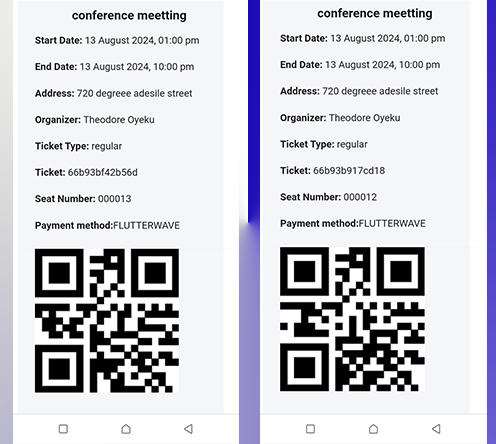 conference meetting
Start Date: 13 August 2024, 01:00 pm
End Date: 13 August 2024, 10:00 pm
Address: 720 degreee adesile street
Organizer: Theodore Oyeku
Ticket Type: regular
Ticket: 66b93bf42b56d
Seat Number: 000013
Payment method:FLUTTERWAVE
conference meetting
Start Date: 13 August 2024, 01:00 pm
End Date: 13 August 2024, 10:00 pm
Address: 720 degreee adesile street
Organizer: Theodore Oyeku
Ticket Type: regular
Ticket: 66b93b917cd18
Seat Number: 000012
Payment method:FLUTTERWAVE